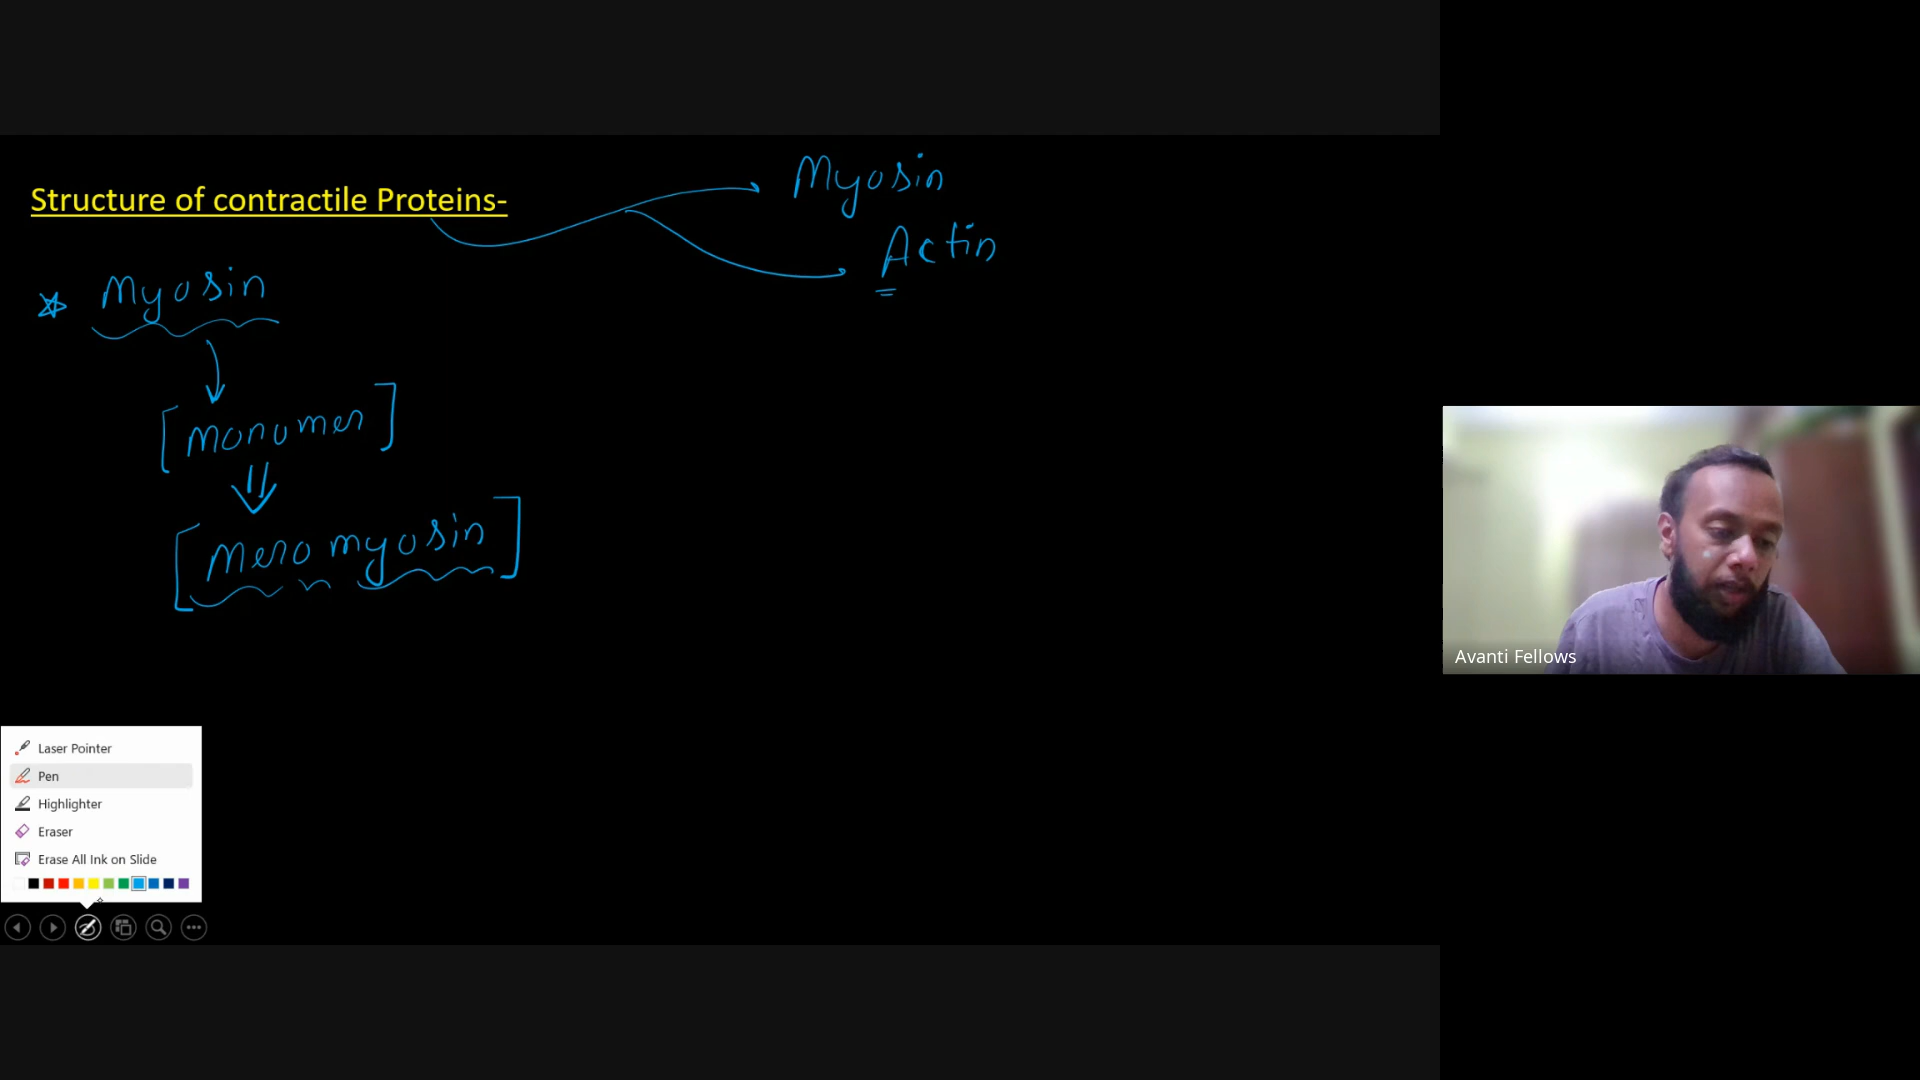 Structure of contractile Proteins-
Myosin
Actin
Myosin
[monomer]
[Meromyosin]
Avanti Fellows
Laser Pointer
Pen
Highlighter
Eraser
Erase All Ink on Slide